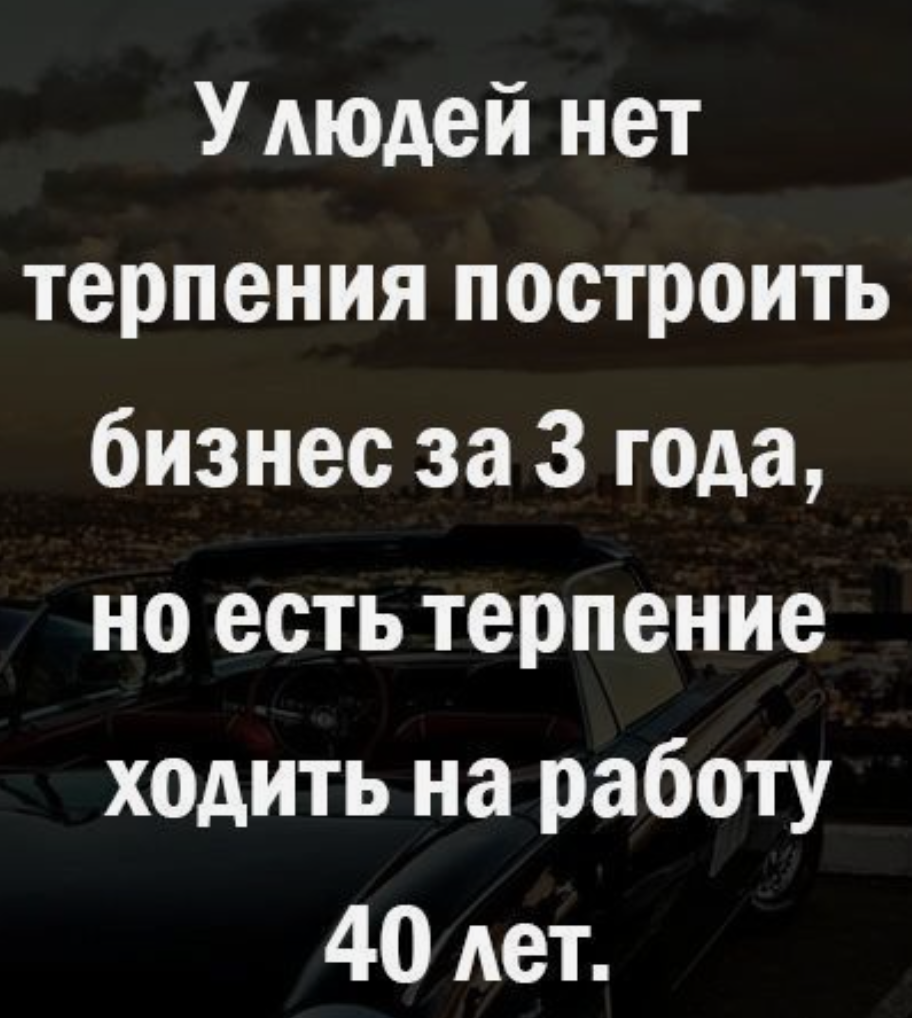 У людей нет
терпения построить
бизнес за 3 года,
но есть терпение
ходить на работу
40 лет.